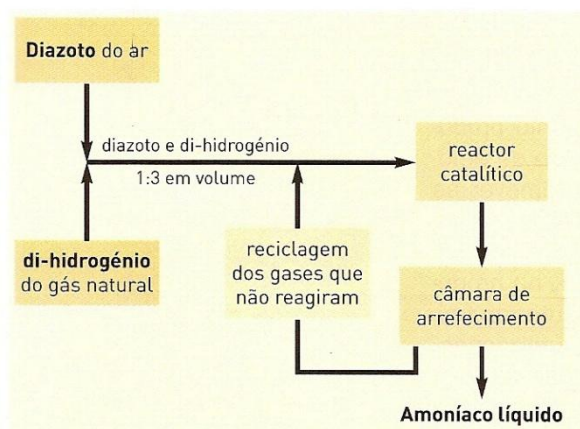 Diazoto do ar
diazoto e di-hidrogénio
1:3 em volume
reactor
catalítico
di-hidrogénio
do gás natural
reciclagem
dos gases que
não reagiram
câmara de
arrefecimento
Amoníaco líquido